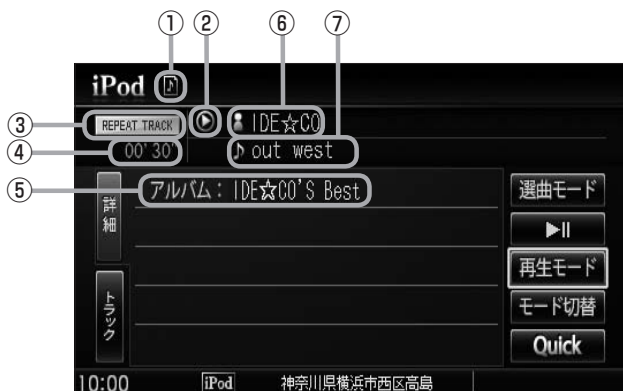 ① ② ⑥ ⑦
iPod
③ REPEAT TRACK IDE☆CO
④ 00'30" out west
⑤ アルバム： IDE☆CO'S Best
詳細
トラック
選曲モード
▶II
再生モード
モード切替
Quick
10:00 iPod 神奈川県横浜市西区高島